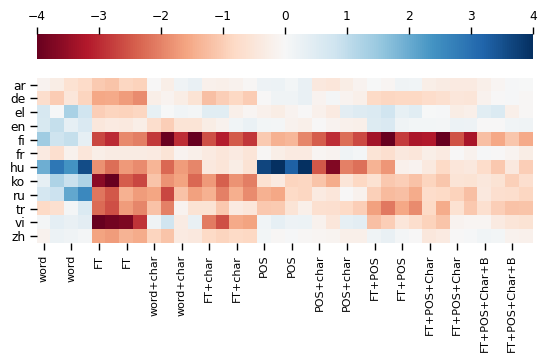 −4 −3 −2 −1 0 1 2 3 4
ar
de
el
en
fi
fr
hu
ko
ru
tr
vi
zh
word word FT FT word+char word+char FT+char FT+char POS POS POS+char POS+char FT+POS FT+POS FT+POS+Char FT+POS+Char FT+POS+Char+B FT+POS+Char+B